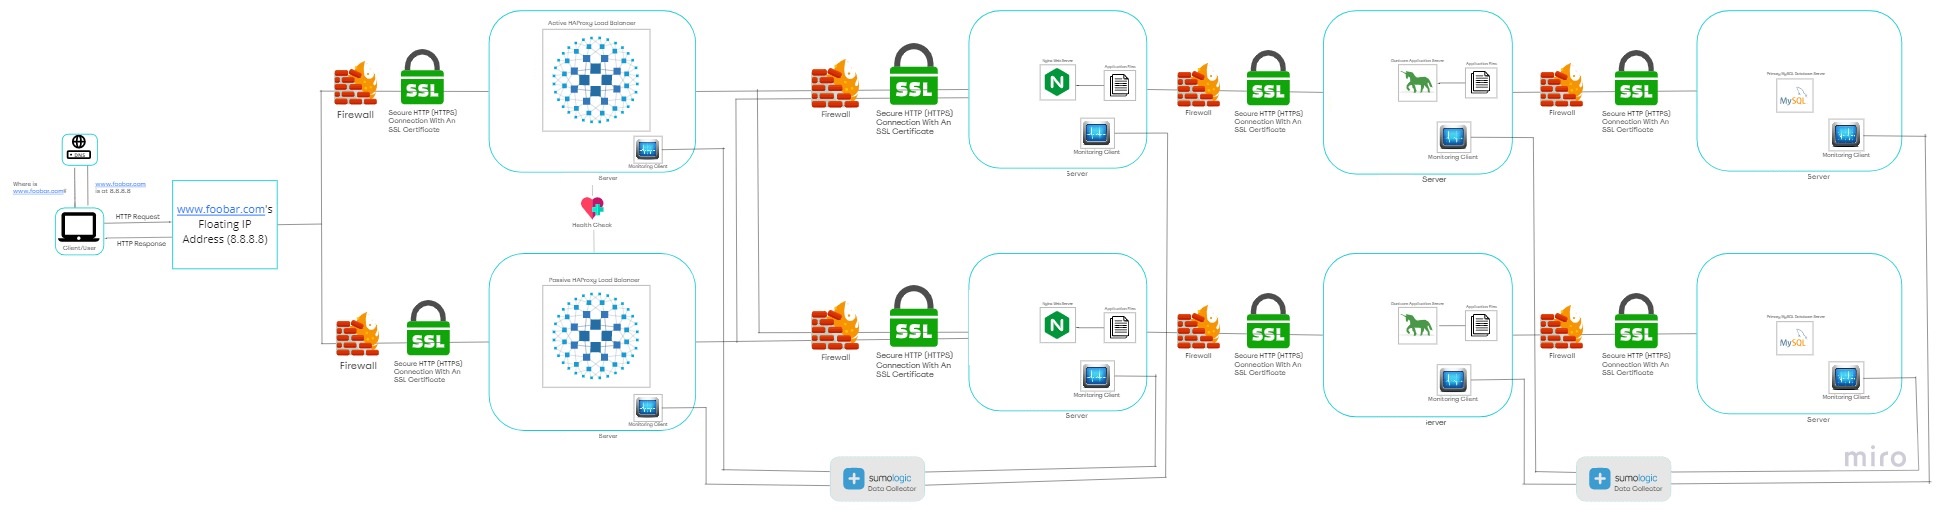 DNS
Where is
www.foobar.com?
www.foobar.com
is at 8.8.8.8
Client/User
HTTP Request
HTTP Response
www.foobar.com's
Floating IP
Address (8.8.8.8)
Firewall
SSL
Secure HTTP (HTTPS)
Connection With An
SSL Certificate
Active HAProxy Load Balancer
Monitoring Client
Server
Health Check
Firewall
SSL
Secure HTTP (HTTPS)
Connection With An
SSL Certificate
Passive HAProxy Load Balancer
Monitoring Client
Server
Firewall
SSL
Secure HTTP (HTTPS)
Connection With An
SSL Certificate
Nginx Web Server
N
Application Files
Monitoring Client
Server
Firewall
SSL
Secure HTTP (HTTPS)
Connection With An
SSL Certificate
Nginx Web Server
N
Application Files
Monitoring Client
Server
sumologic
Data Collector
Firewall
SSL
Secure HTTP (HTTPS)
Connection With An
SSL Certificate
Application Server
Application Files
Monitoring Client
Server
Firewall
SSL
Secure HTTP (HTTPS)
Connection With An
SSL Certificate
Application Server
Application Files
Monitoring Client
Server
Firewall
SSL
Secure HTTP (HTTPS)
Connection With An
SSL Certificate
Primary MySQL Database Server
MySQL
Monitoring Client
Server
Firewall
SSL
Secure HTTP (HTTPS)
Connection With An
SSL Certificate
Primary MySQL Database Server
MySQL
Monitoring Client
Server
sumologic
Data Collector
miro